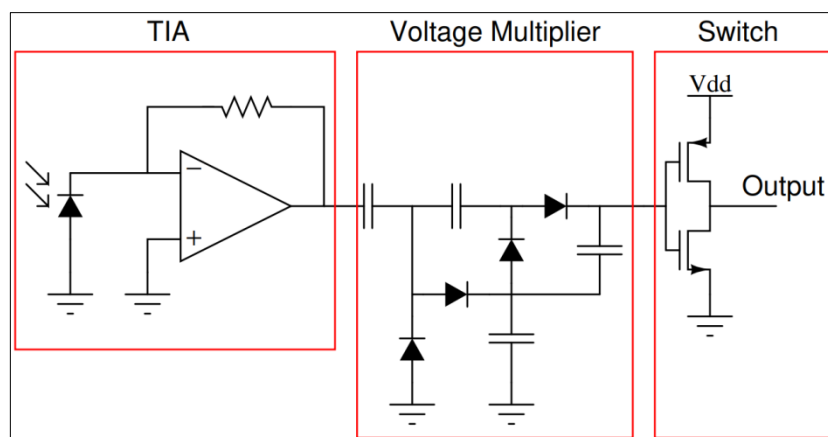 TIA
Voltage Multiplier
Switch
Vdd
Output
−
+